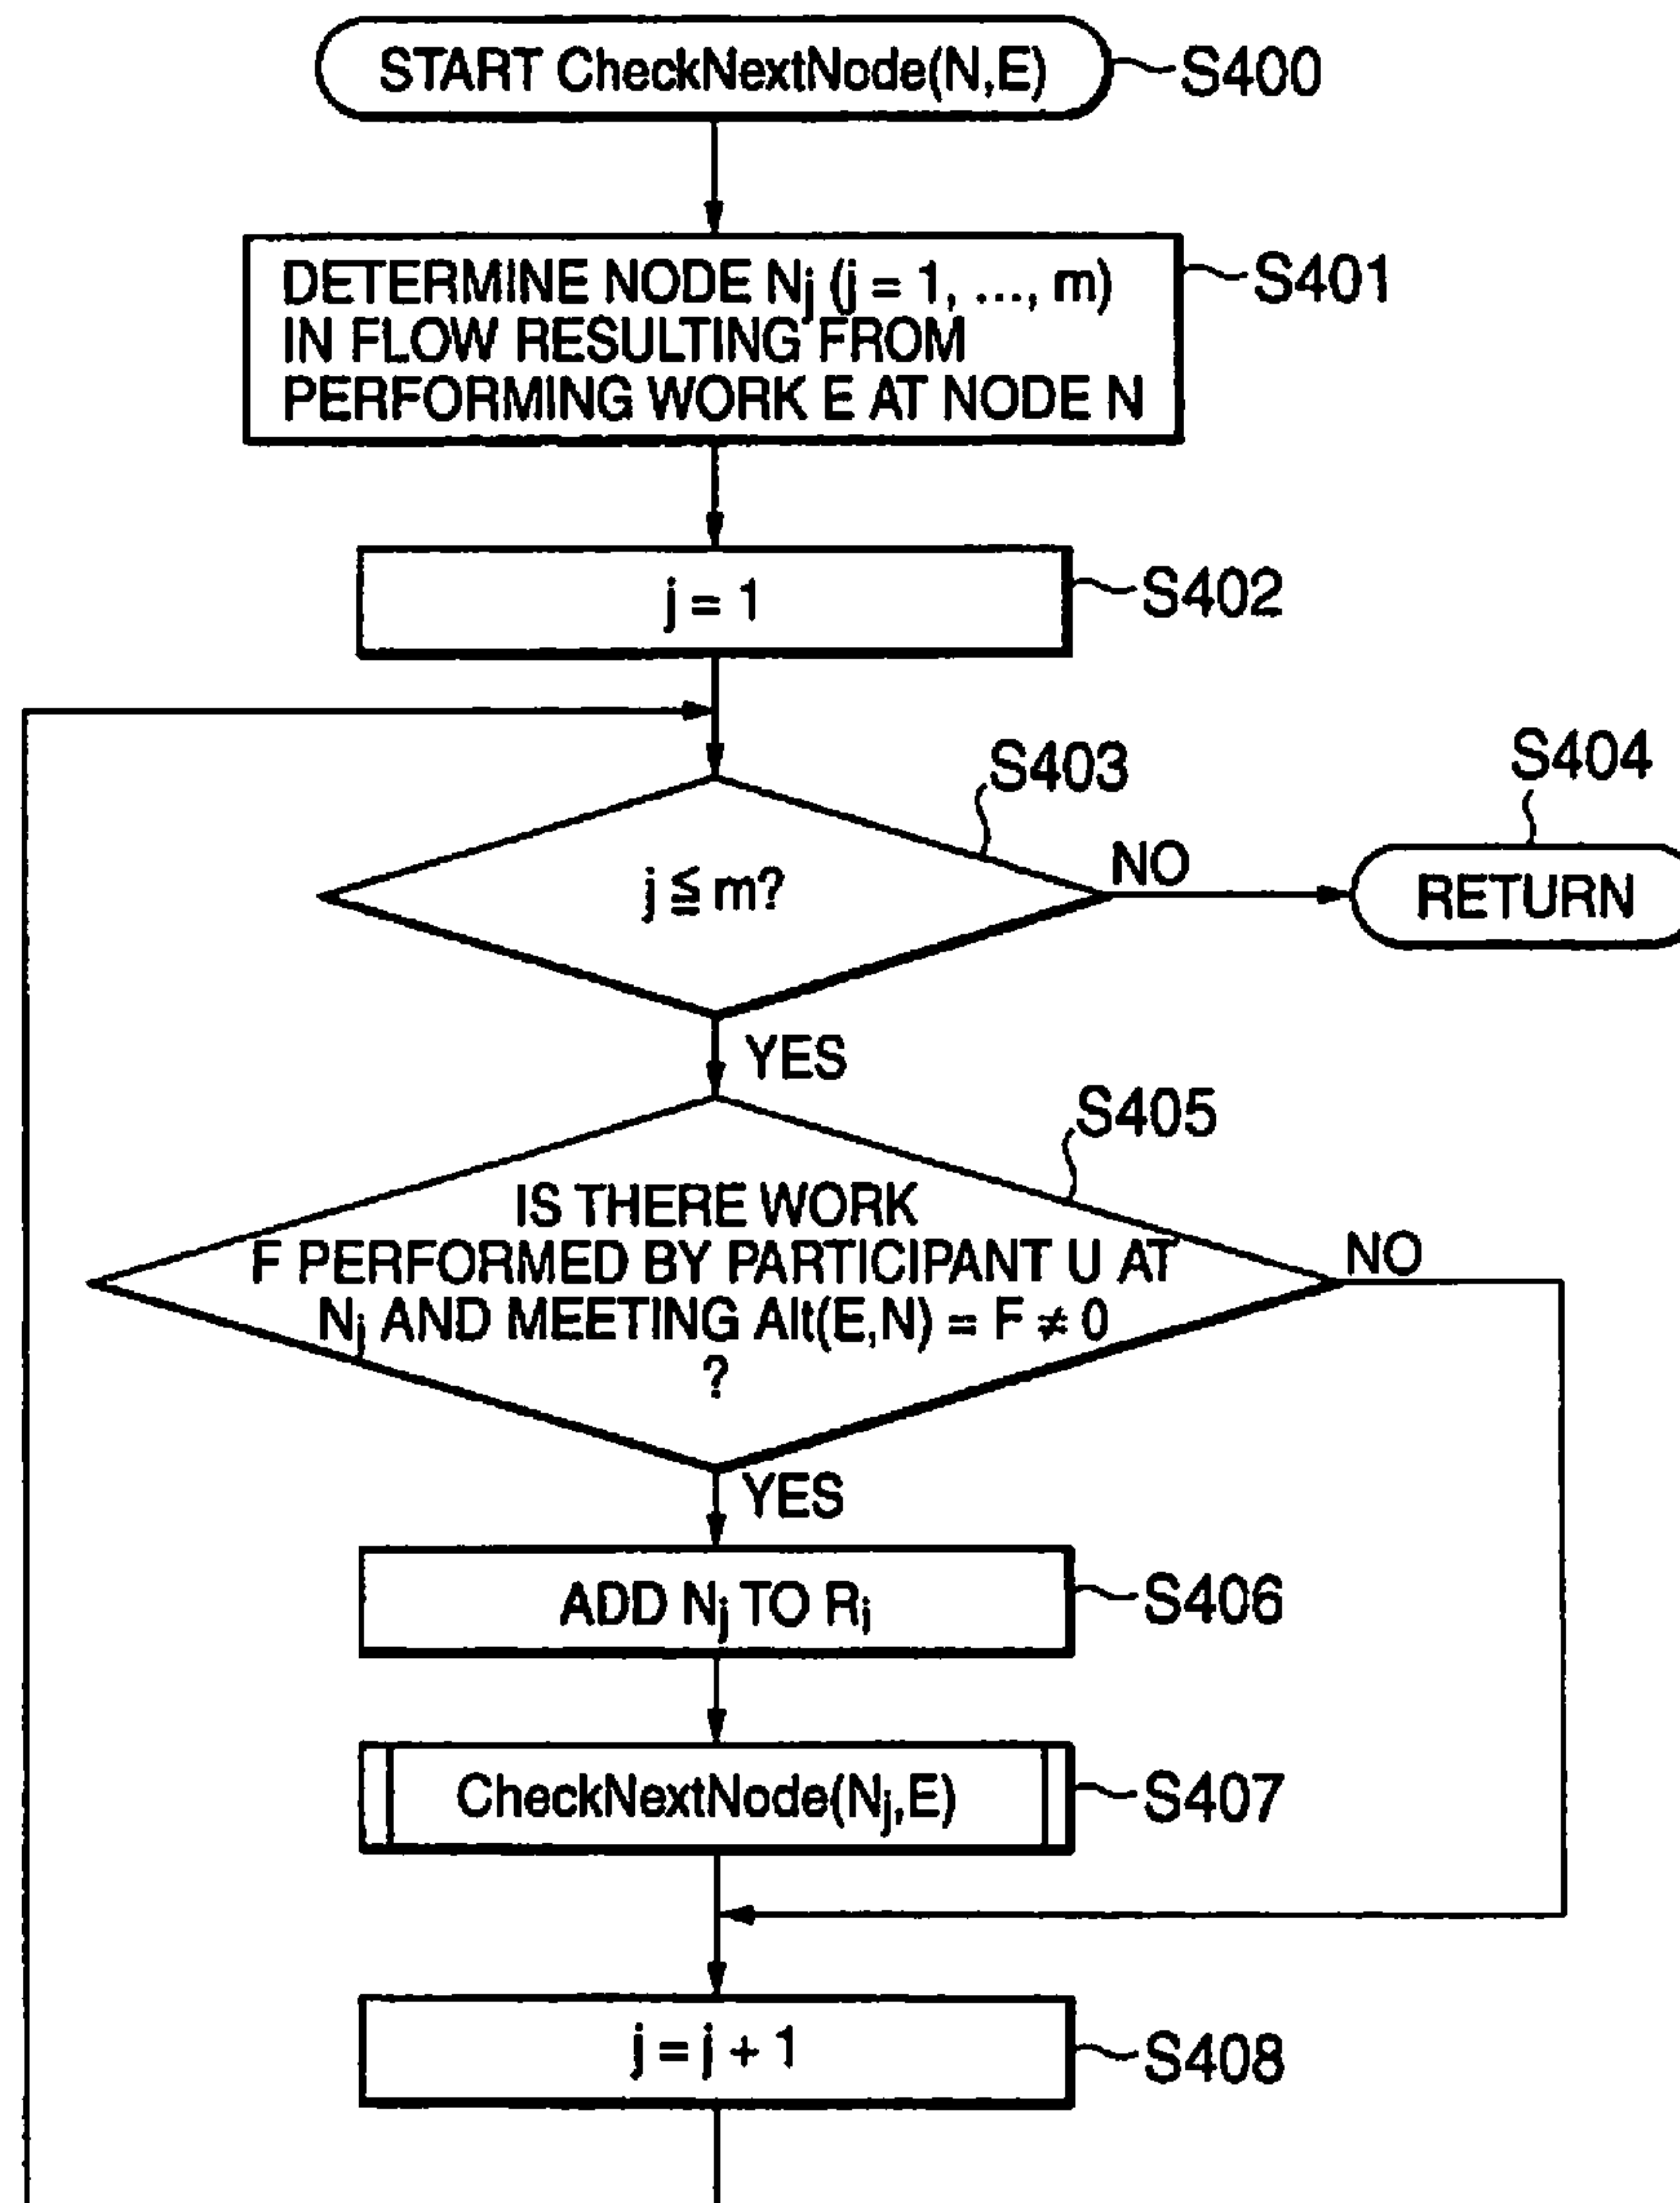 START CheckNextNode(N,E)
S400
DETERMINE NODE Nj (j = 1, ..., m)
IN FLOW RESULTING FROM
PERFORMING WORK E AT NODE N
S401
j = 1
S402
S403
S404
j ≦ m?
NO
RETURN
YES
S405
IS THERE WORK
F PERFORMED BY PARTICIPANT U AT
Nj AND MEETING Alt(E,N) = F ≠ 0
?
NO
YES
ADD Nj TO Ri
S406
CheckNextNode(Nj,E)
S407
j = j + 1
S408